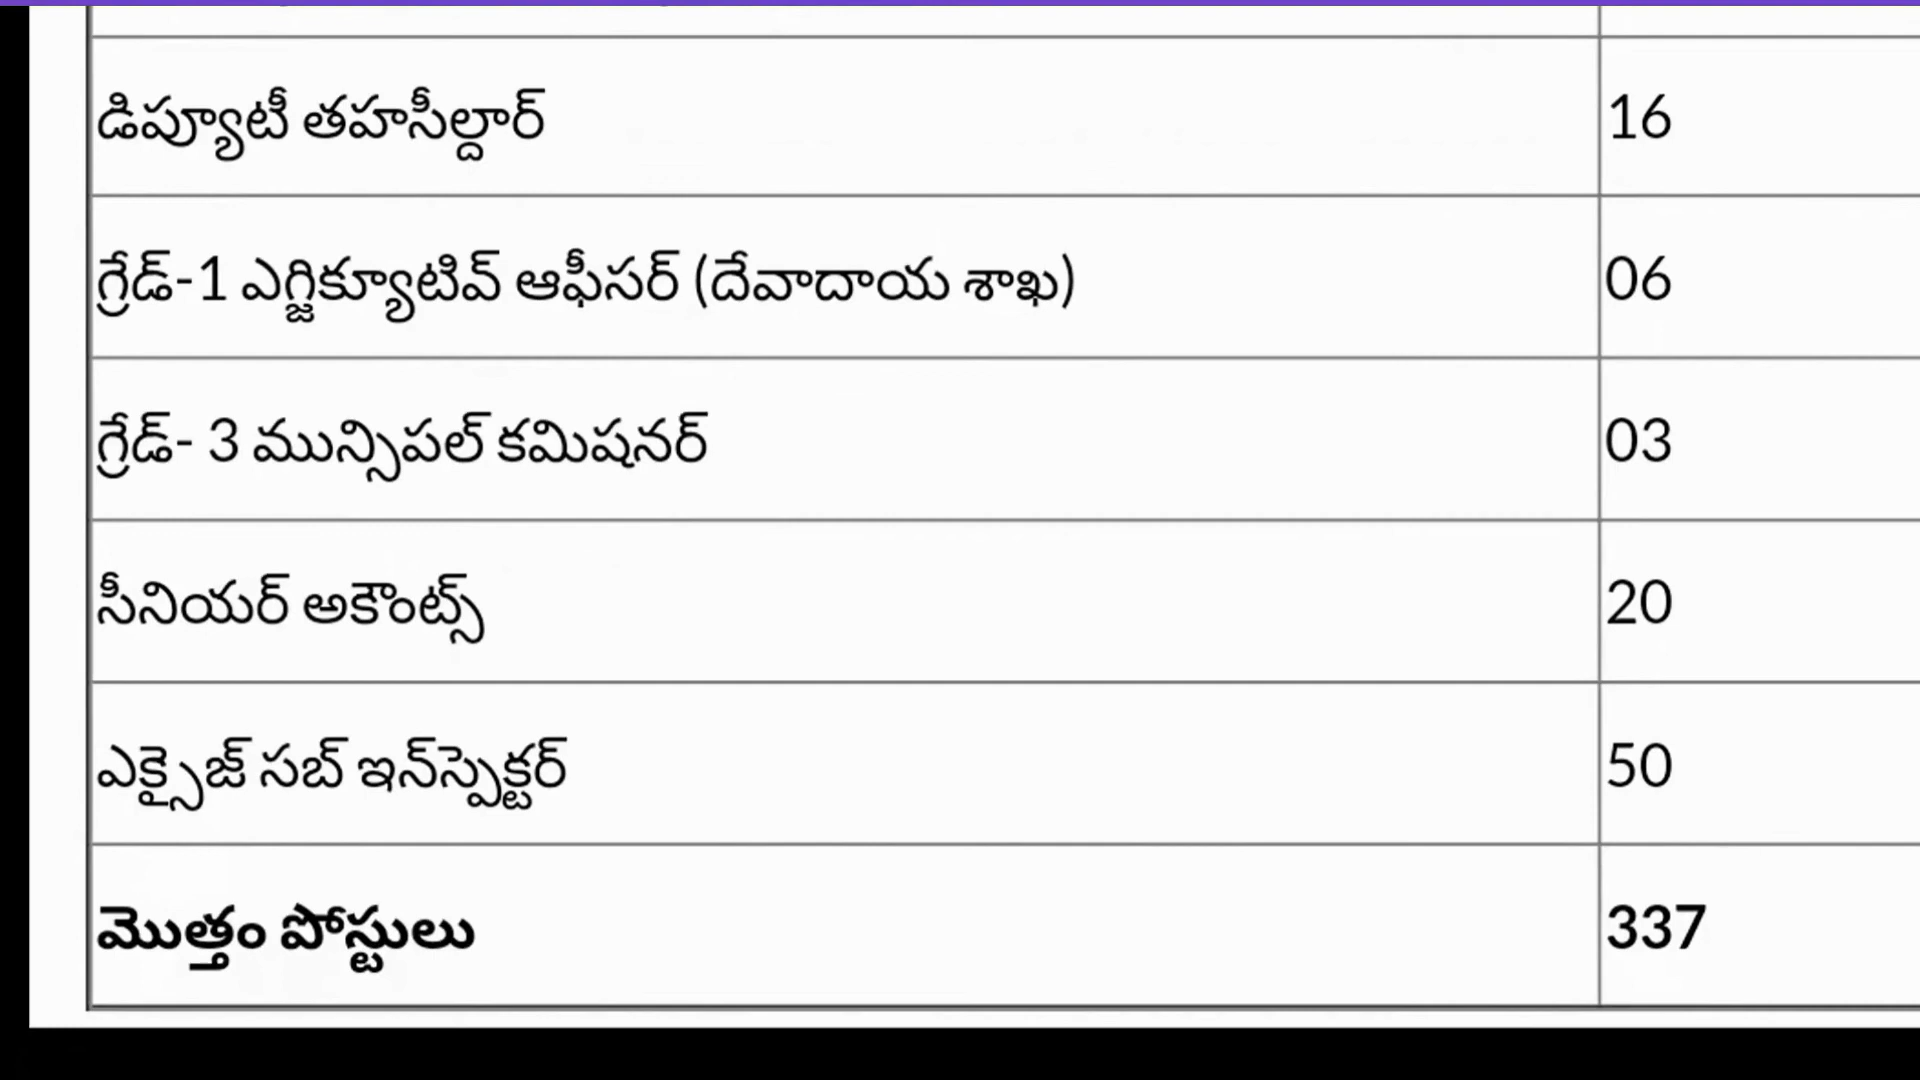 డిప్యూటీ తహసీల్దార్ 16
గ్రేడ్-1 ఎగ్జిక్యూటివ్ ఆఫీసర్ (దేవాదాయ శాఖ) 06
గ్రేడ్- 3 మున్సిపల్ కమిషనర్ 03
సీనియర్ అకౌంట్స్ 20
ఎక్సైజ్ సబ్ ఇన్‌స్పెక్టర్ 50
మొత్తం పోస్టులు 337